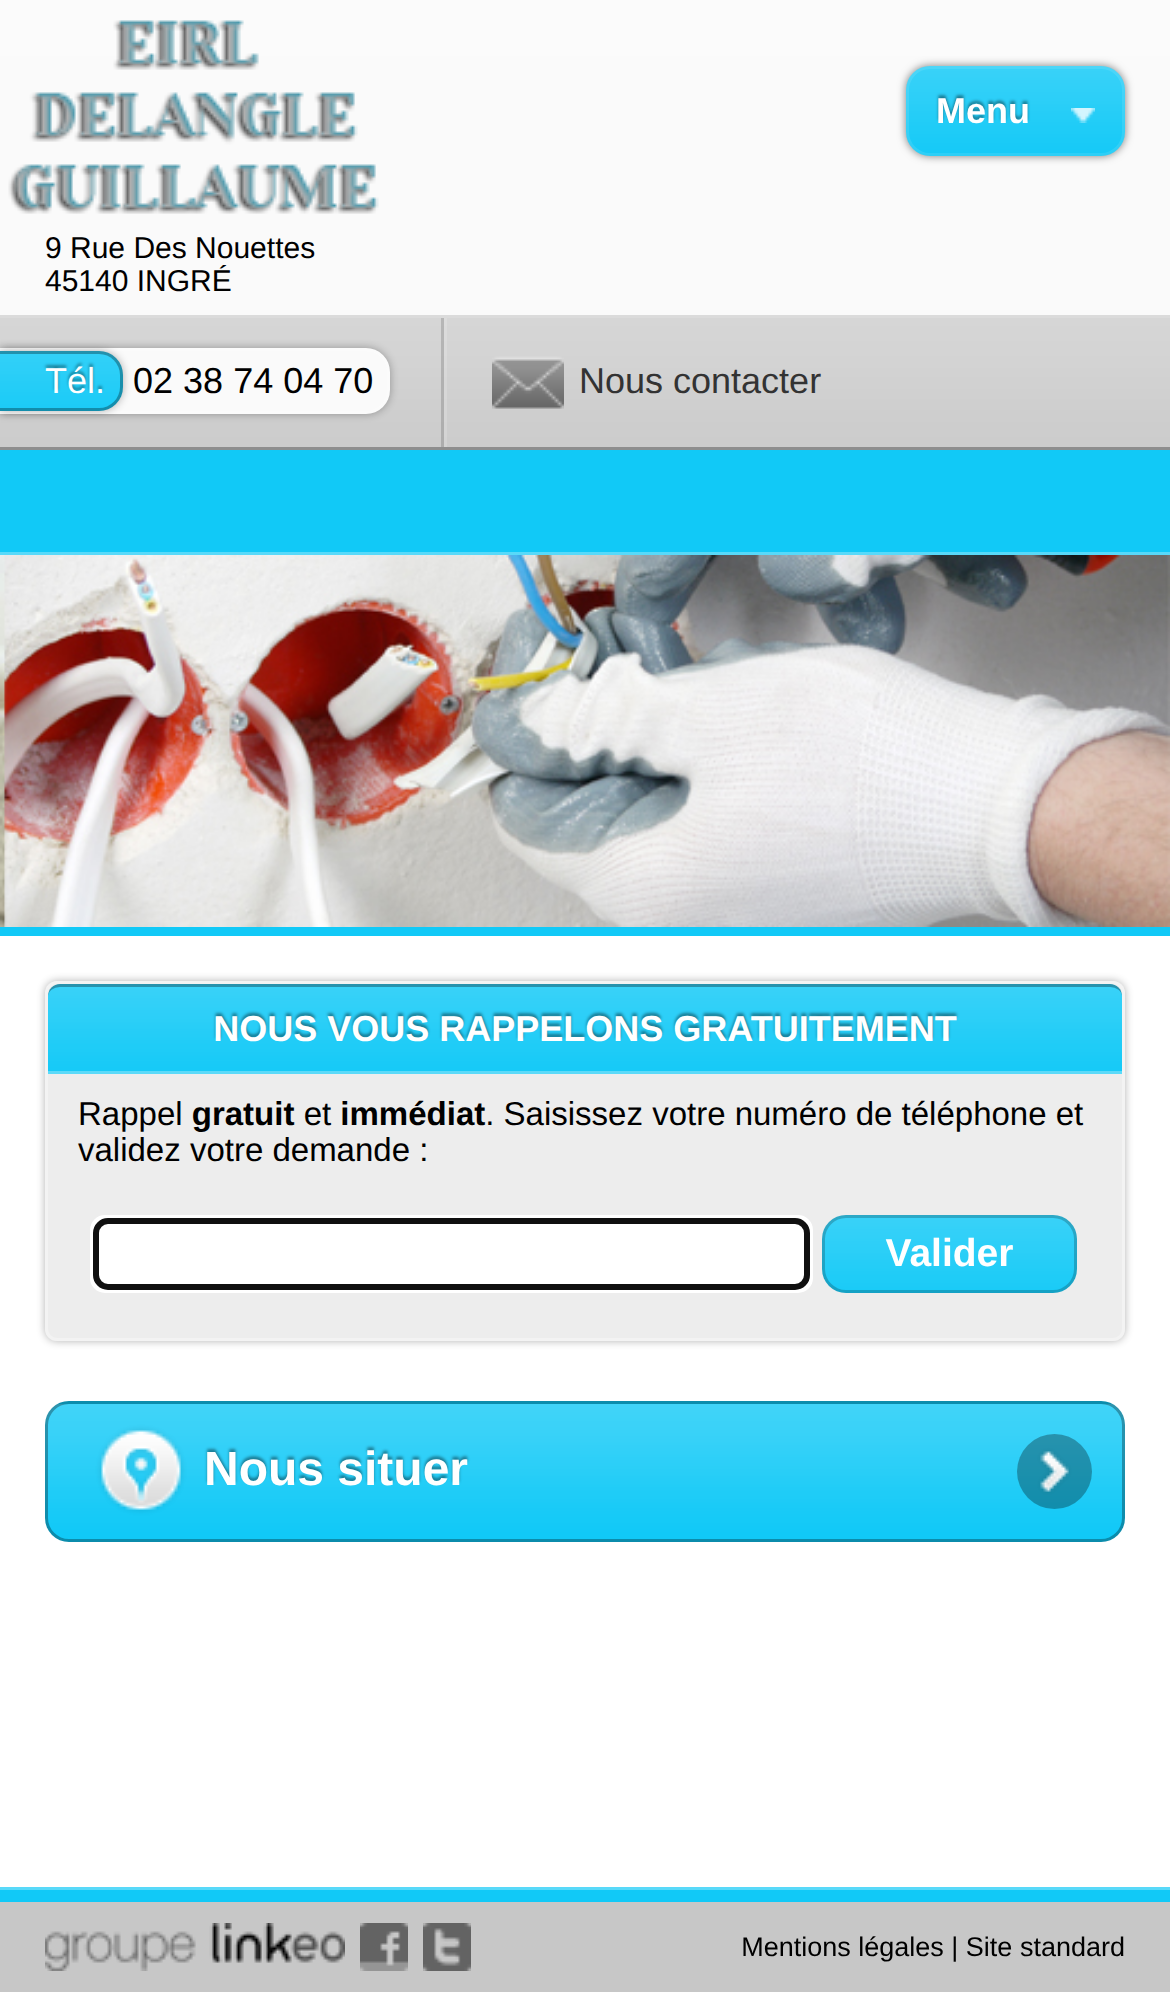 EIRL
DELANGLE
GUILLAUME
9 Rue Des Nouettes
45140 INGRÉ
Menu
Tél. 02 38 74 04 70
Nous contacter
NOUS VOUS RAPPELONS GRATUITEMENT
Rappel gratuit et immédiat. Saisissez votre numéro de téléphone et
validez votre demande :
Valider
Nous situer
groupe linkeo
Mentions légales | Site standard